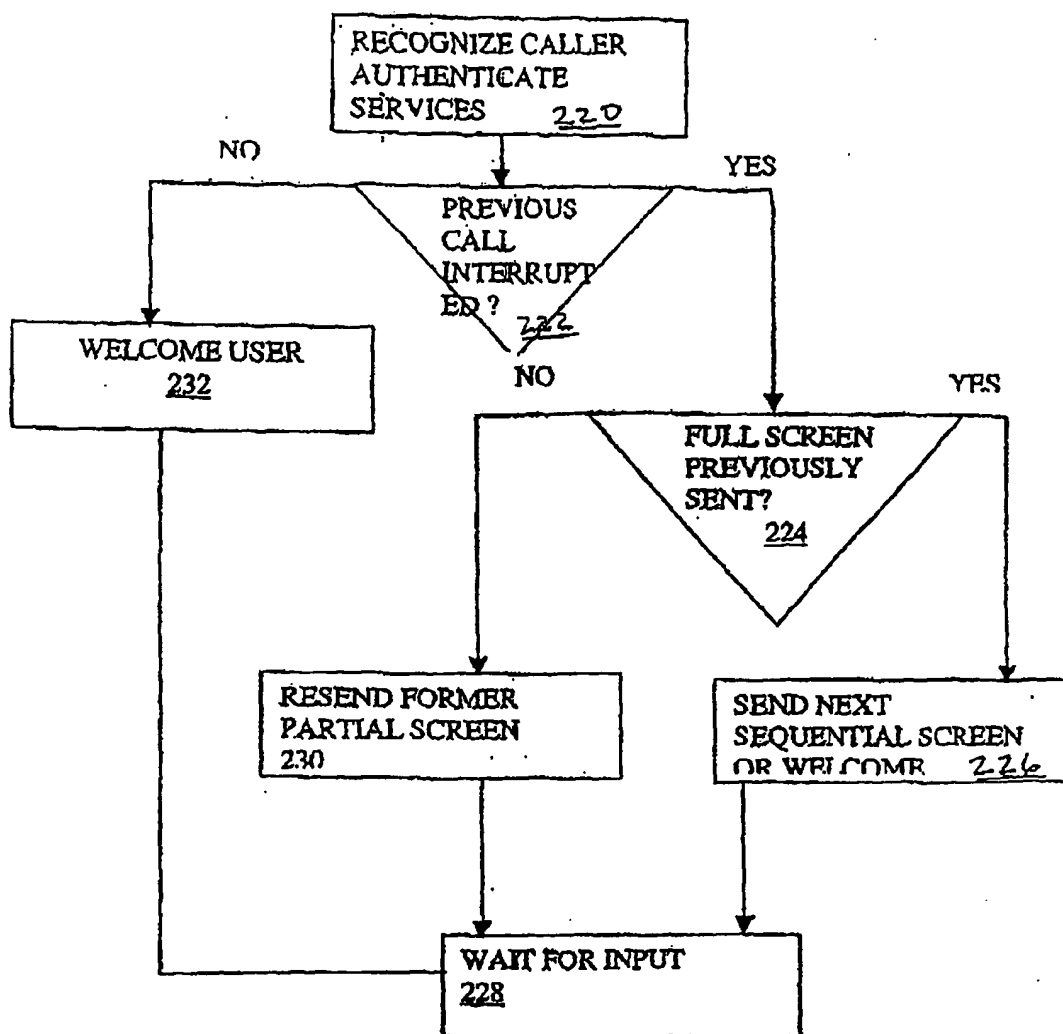 RECOGNIZE CALLER
AUTHENTICATE
SERVICES 220
NO
YES
PREVIOUS
CALL
INTERRUPT
ED ?
222
WELCOME USER
232
NO
YES
FULL SCREEN
PREVIOUSLY
SENT?
224
RESEND FORMER
PARTIAL SCREEN
230
SEND NEXT
SEQUENTIAL SCREEN
OR WELCOME 226
WAIT FOR INPUT
228